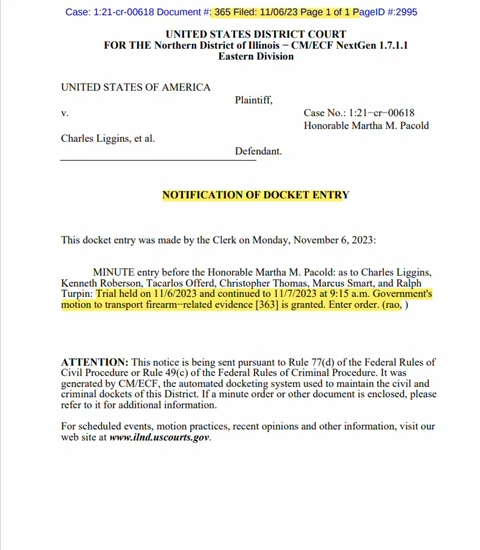 Case: 1:21-cr-00618 Document #: 365 Filed: 11/06/23 Page 1 of 1 PageID #:2995
UNITED STATES DISTRICT COURT
FOR THE Northern District of Illinois − CM/ECF NextGen 1.7.1.1
Eastern Division
UNITED STATES OF AMERICA
Plaintiff,
v.
Case No.: 1:21−cr−00618
Honorable Martha M. Pacold
Charles Liggins, et al.
Defendant.
NOTIFICATION OF DOCKET ENTRY
This docket entry was made by the Clerk on Monday, November 6, 2023:
MINUTE entry before the Honorable Martha M. Pacold: as to Charles Liggins,
Kenneth Roberson, Tacarlos Offerd, Christopher Thomas, Marcus Smart, and Ralph
Turpin: Trial held on 11/6/2023 and continued to 11/7/2023 at 9:15 a.m. Government's
motion to transport firearm−related evidence [363] is granted. Enter order. (rao, )
ATTENTION: This notice is being sent pursuant to Rule 77(d) of the Federal Rules of
Civil Procedure or Rule 49(c) of the Federal Rules of Criminal Procedure. It was
generated by CM/ECF, the automated docketing system used to maintain the civil and
criminal dockets of this District. If a minute order or other document is enclosed, please
refer to it for additional information.
For scheduled events, motion practices, recent opinions and other information, visit our
web site at www.ilnd.uscourts.gov.